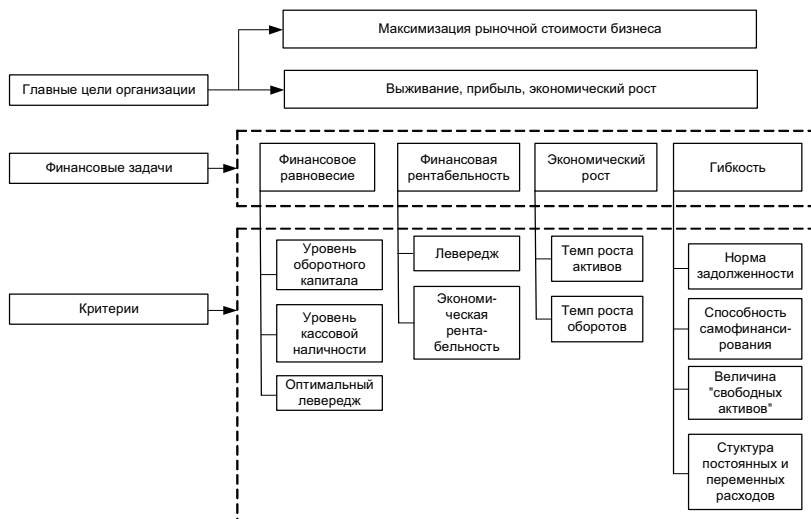 Максимизация рыночной стоимости бизнеса
Главные цели организации
Выживание, прибыль, экономический рост
Финансовые задачи
Финансовое
равновесие
Финансовая
рентабельность
Экономический
рост
Гибкость
Критерии
Уровень
оборотного
капитала
Уровень
кассовой
наличности
Оптимальный
левередж
Левередж
Экономи-
ческая
рента-
бельность
Темп роста
активов
Темп роста
оборотов
Норма
задолженности
Способность
самофинанси-
рования
Величина
"свободных
активов"
Стуктура
постоянных и
переменных
расходов